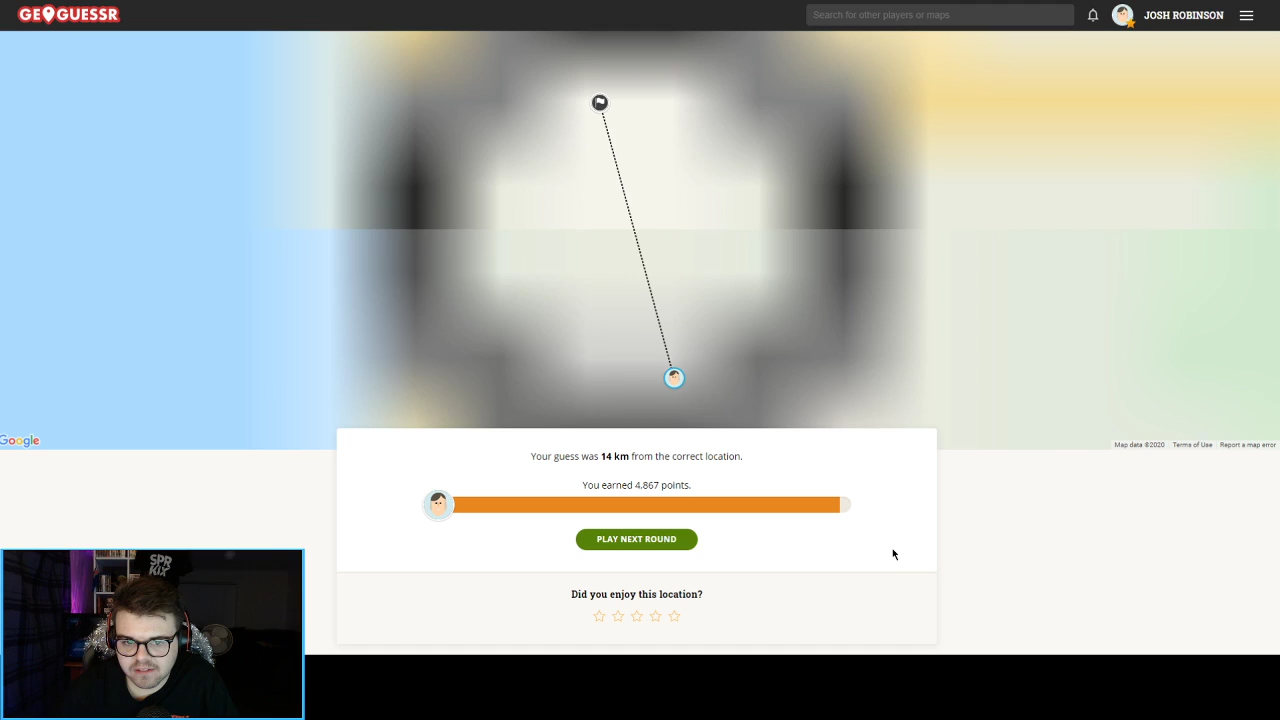 GEOGUESSR
Search for other players or maps
JOSH ROBINSON
Google
Map data ©2020 Terms of Use Report a map error
Your guess was 14 km from the correct location.
You earned 4,867 points.
PLAY NEXT ROUND
Did you enjoy this location?
SPR
KIX